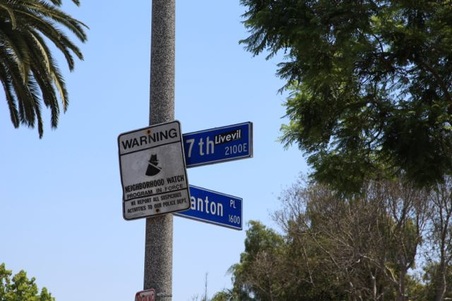 WARNING
NEIGHBORHOOD WATCH
PROGRAM IN FORCE
WE REPORT ALL SUSPICIOUS
ACTIVITIES TO OUR POLICE DEPT.
7th Livevil
2100E
anton PL
1600